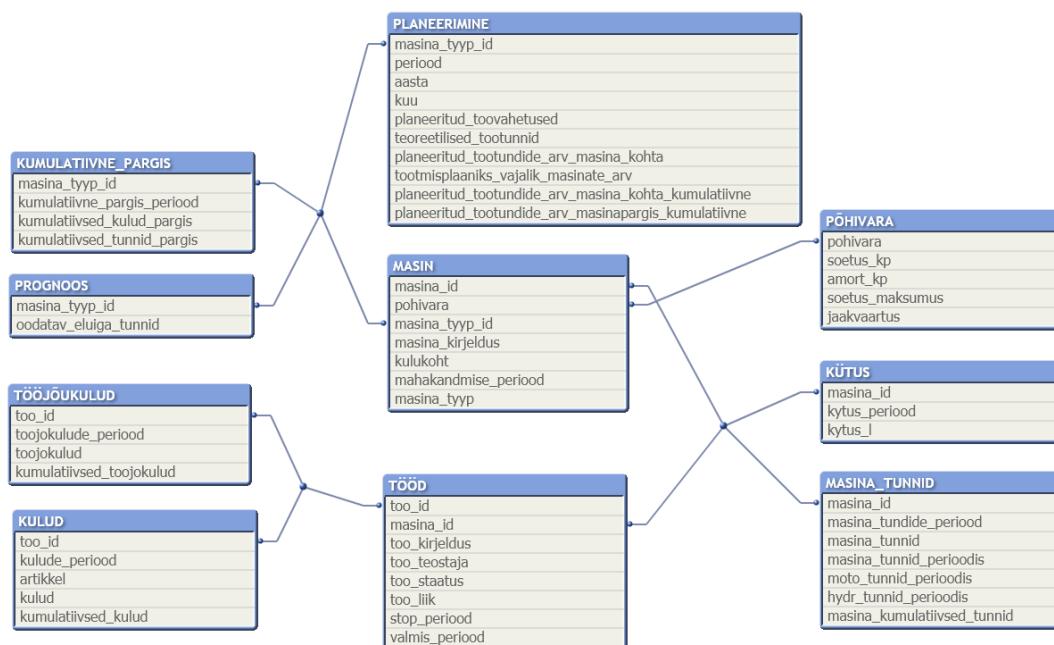 PLANEERIMINE
masina_tyyp_id
periood
aasta
kuu
planeeritud_toovahetused
teoreetilised_tootunnid
planeeritud_tootundide_arv_masina_kohta
tootmisplaaniks_vajalik_masinate_arv
planeeritud_tootundide_arv_masina_kohta_kumulatiivne
planeeritud_tootundide_arv_masinapargis_kumulatiivne
KUMULATIIVNE_PARGIS
masina_tyyp_id
kumulatiivne_pargis_periood
kumulatiivsed_kulud_pargis
kumulatiivsed_tunnid_pargis
PROGNOOS
masina_tyyp_id
oodatav_eluiga_tunnid
MASIN
masina_id
pohivara
masina_tyyp_id
masina_kirjeldus
kulukoht
mahakandmise_periood
masina_tyyp
PÕHIVARA
pohivara
soetus_kp
amort_kp
soetus_maksumus
jaakvaartus
TÖÖJÕUKULUD
too_id
toojokulude_periood
toojokulud
kumulatiivsed_toojokulud
KÜTUS
masina_id
kytus_periood
kytus_l
KULUD
too_id
kulude_periood
artikkel
kulud
kumulatiivsed_kulud
TÖÖD
too_id
masina_id
too_kirjeldus
too_teostaja
too_staatus
too_liik
stop_periood
valmis_periood
MASINA_TUNNID
masina_id
masina_tundide_periood
masina_tunnid
masina_tunnid_perioodis
moto_tunnid_perioodis
hydr_tunnid_perioodis
masina_kumulatiivsed_tunnid